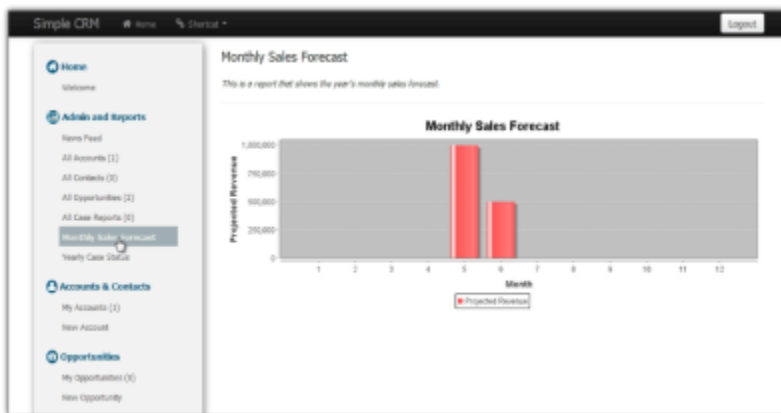 Simple CRM Home Shortcut Logout
Home
Welcome
Admin and Reports
News Feed
All Accounts (1)
All Contacts (0)
All Opportunities (2)
All Case Reports (0)
Monthly Sales Forecast
Yearly Case Status
Accounts & Contacts
My Accounts (1)
New Account
Opportunities
My Opportunities (0)
New Opportunity
Monthly Sales Forecast
This is a report that shows the year's monthly sales forecast.
Monthly Sales Forecast
Projected Revenue
1,000,000
750,000
500,000
250,000
0
1 2 3 4 5 6 7 8 9 10 11 12
Month
Projected Revenue